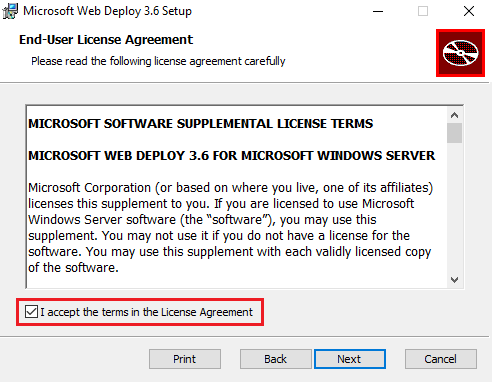 Microsoft Web Deploy 3.6 Setup
End-User License Agreement
Please read the following license agreement carefully
MICROSOFT SOFTWARE SUPPLEMENTAL LICENSE TERMS
MICROSOFT WEB DEPLOY 3.6 FOR MICROSOFT WINDOWS SERVER
Microsoft Corporation (or based on where you live, one of its affiliates)
licenses this supplement to you. If you are licensed to use Microsoft
Windows Server software (the “software”), you may use this
supplement. You may not use it if you do not have a license for the
software. You may use this supplement with each validly licensed copy
of the software.
I accept the terms in the License Agreement
Print Back Next Cancel